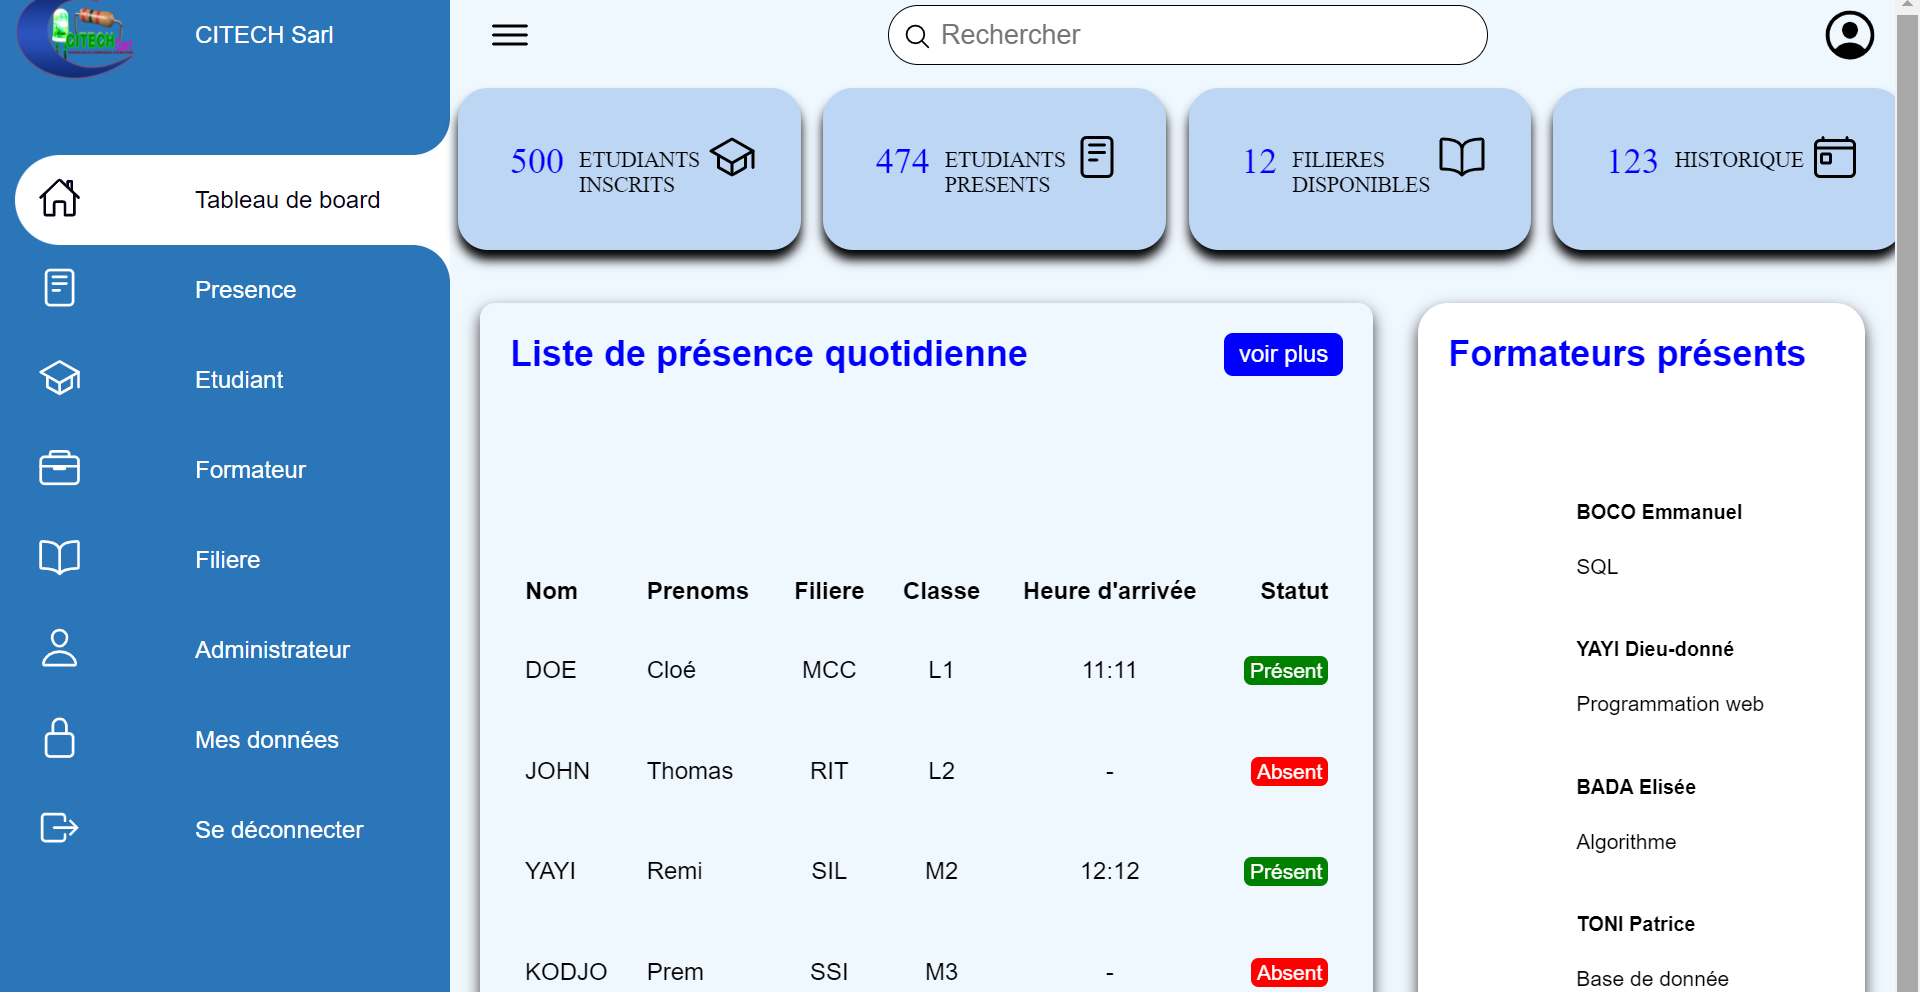 CITECH Sarl
CITECH Sarl
Rechercher
500 ETUDIANTS
INSCRITS
474 ETUDIANTS
PRESENTS
12 FILIERES
DISPONIBLES
123 HISTORIQUE
Tableau de board
Presence
Etudiant
Formateur
Filiere
Administrateur
Mes données
Se déconnecter
Liste de présence quotidienne
voir plus
Nom Prenoms Filiere Classe Heure d'arrivée Statut
DOE Cloé MCC L1 11:11 Présent
JOHN Thomas RIT L2 - Absent
YAYI Remi SIL M2 12:12 Présent
KODJO Prem SSI M3 - Absent
Formateurs présents
BOCO Emmanuel
SQL
YAYI Dieu-donné
Programmation web
BADA Elisée
Algorithme
TONI Patrice
Base de donnée